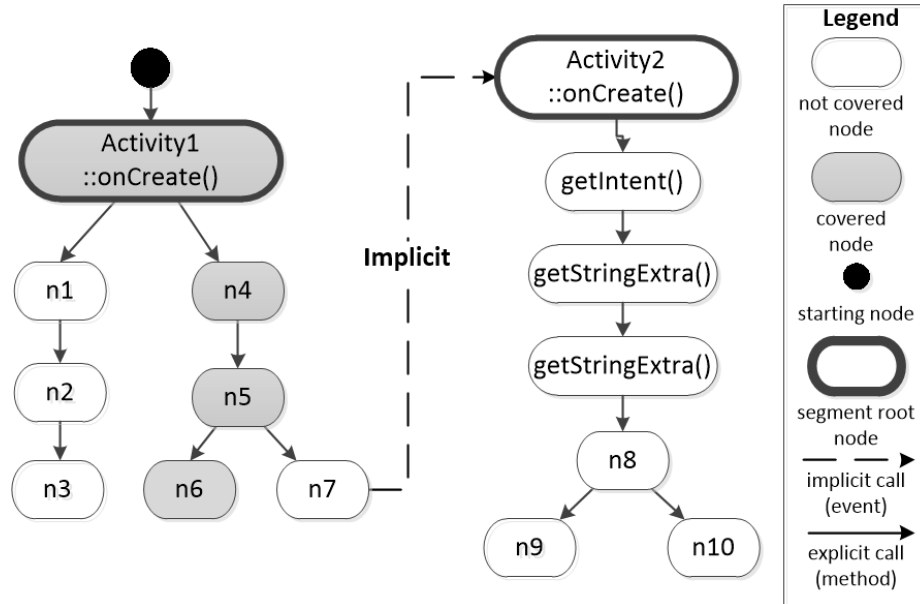 Activity1
::onCreate()
n1
n4
n2
n5
n3
n6
n7
Implicit
Activity2
::onCreate()
getIntent()
getStringExtra()
getStringExtra()
n8
n9
n10
Legend
not covered
node
covered
node
starting node
segment root
node
implicit call
(event)
explicit call
(method)